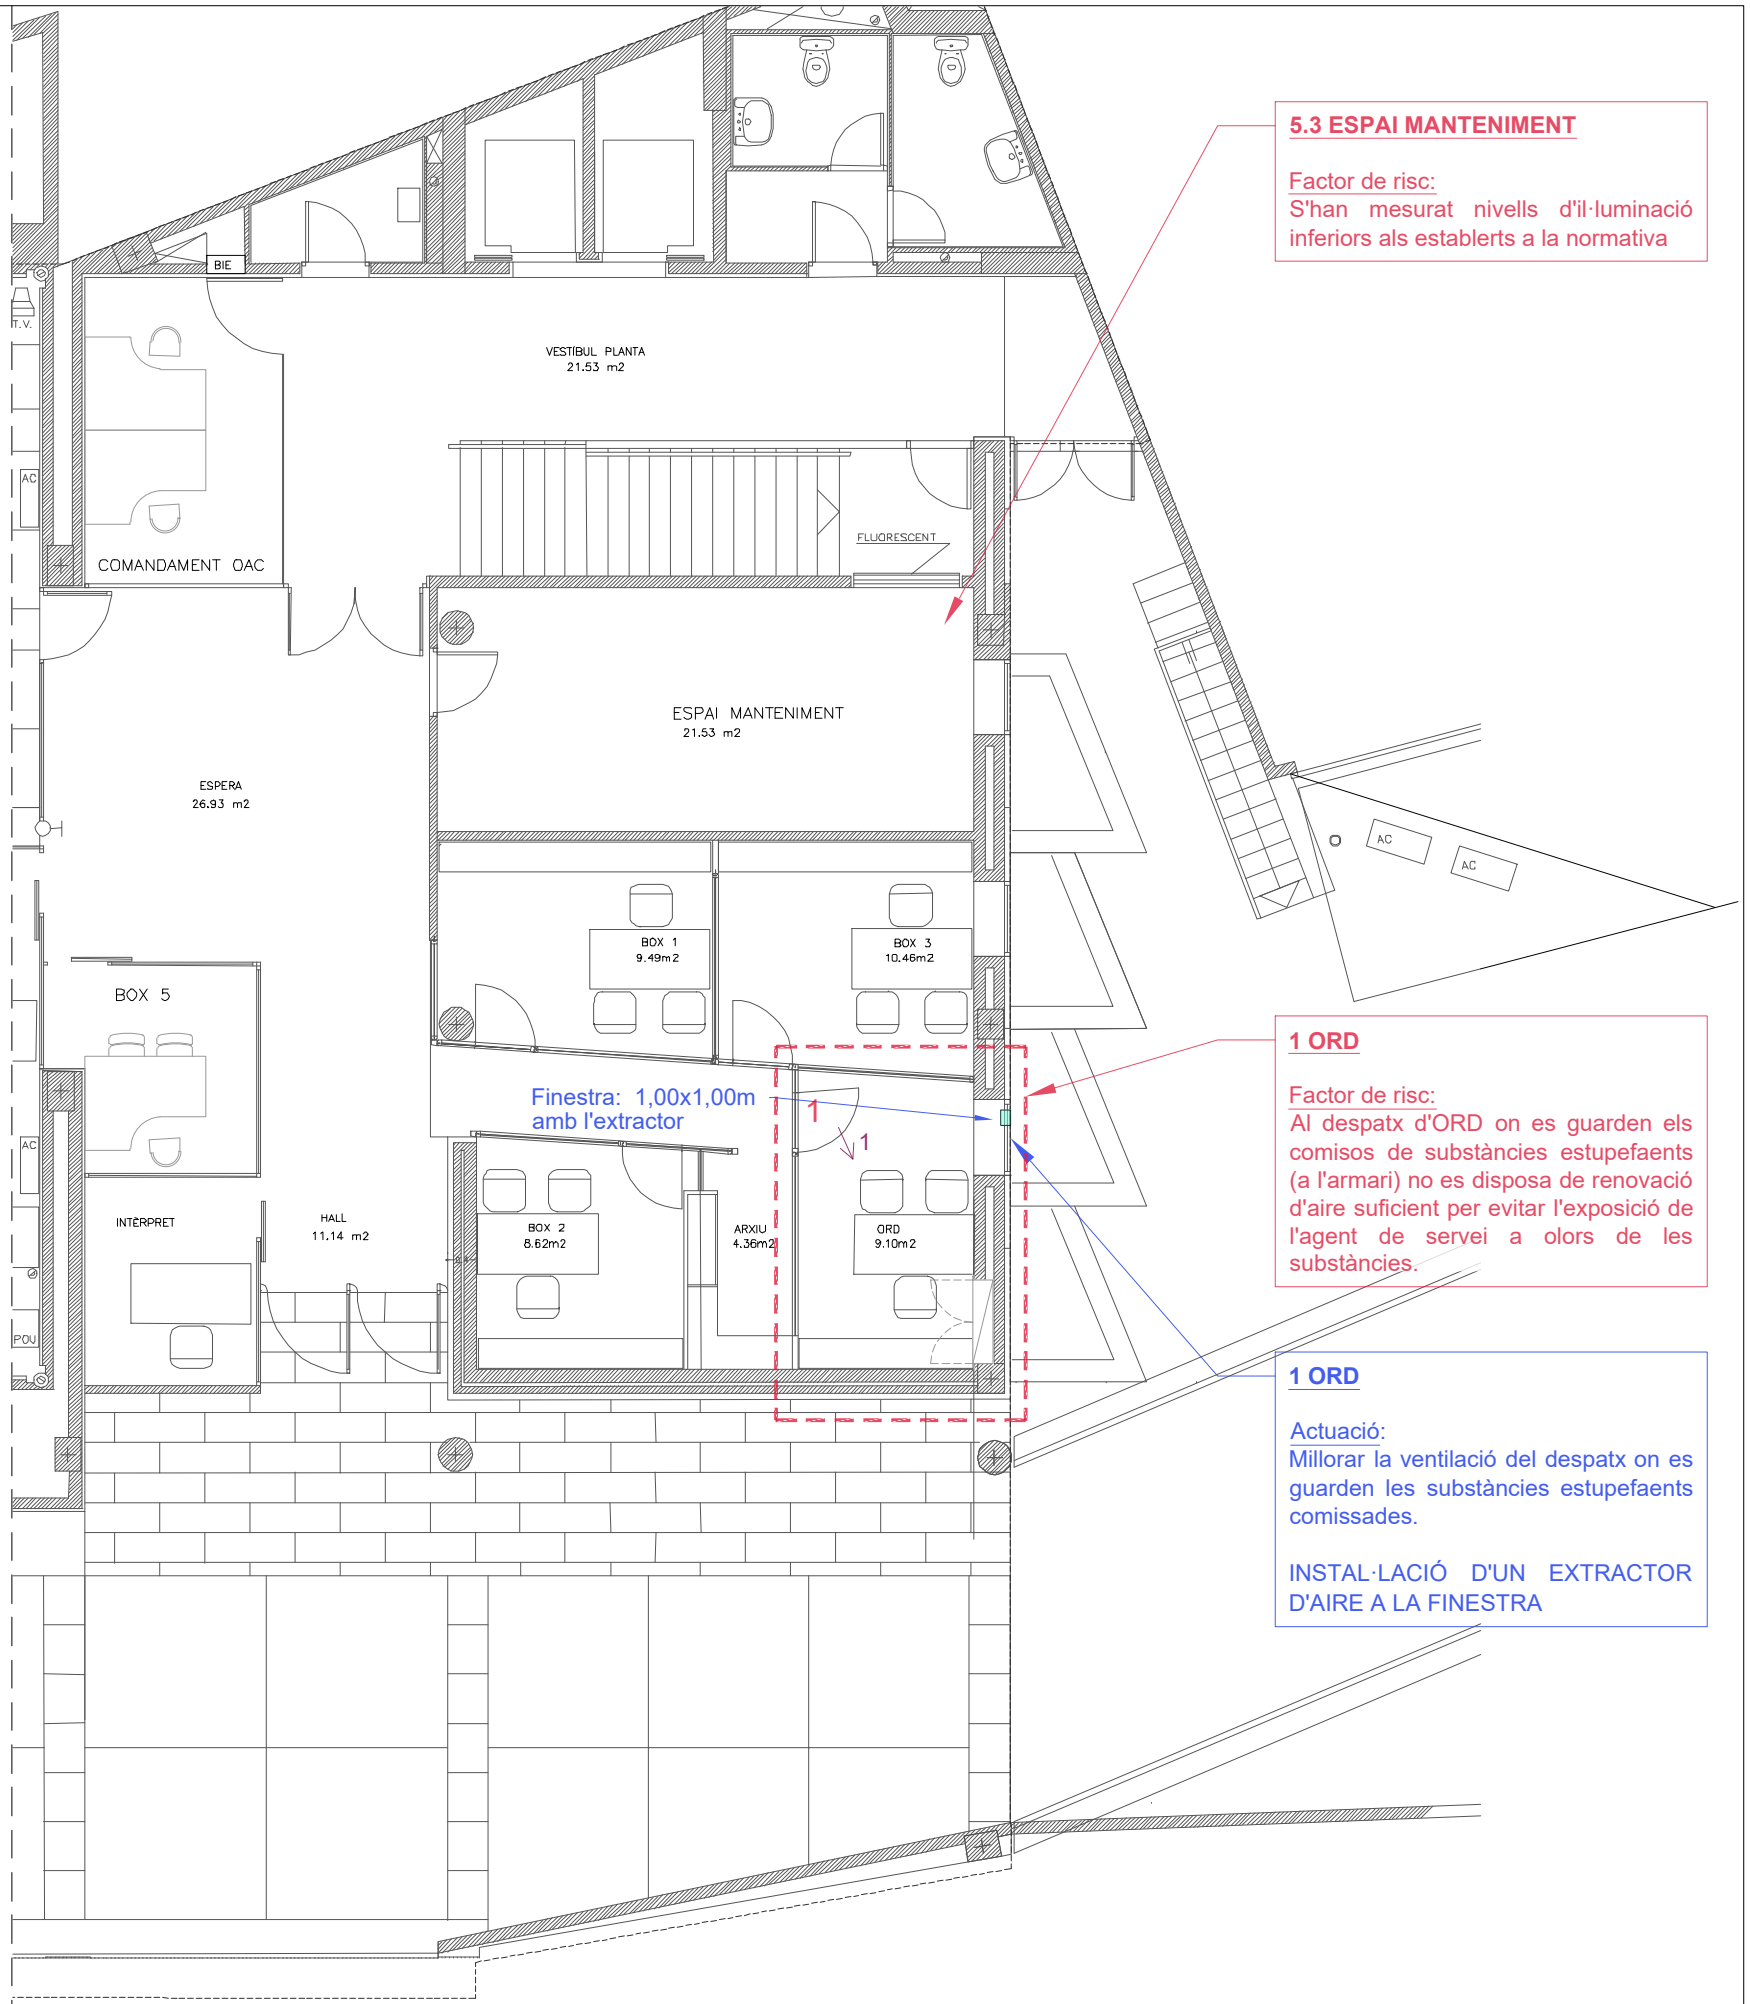 5.3 ESPAI MANTENIMENT
Factor de risc:
S'han mesurat nivells d'il·luminació
inferiors als establerts a la normativa
BIE
T.V.
VESTÍBUL PLANTA
21.53 m2
AC
FLUORESCENT
COMANDAMENT OAC
ESPAI MANTENIMENT
21.53 m2
ESPERA
26.93 m2
AC
AC
BOX 1
9.49m2
BOX 3
10.46m2
BOX 5
1 ORD
Factor de risc:
Al despatx d'ORD on es guarden els
comisos de substàncies estupefaents
(a l'armari) no es disposa de renovació
d'aire suficient per evitar l'exposició de
l'agent de servei a olors de les
substàncies.
Finestra: 1,00x1,00m
amb l'extractor
1
1
AC
INTÈRPRET
HALL
11.14 m2
BOX 2
8.62m2
ARXIU
4.36m2
ORD
9.10m2
POU
1 ORD
Actuació:
Millorar la ventilació del despatx on es
guarden les substàncies estupefaents
comissades.
INSTAL·LACIÓ D'UN EXTRACTOR
D'AIRE A LA FINESTRA